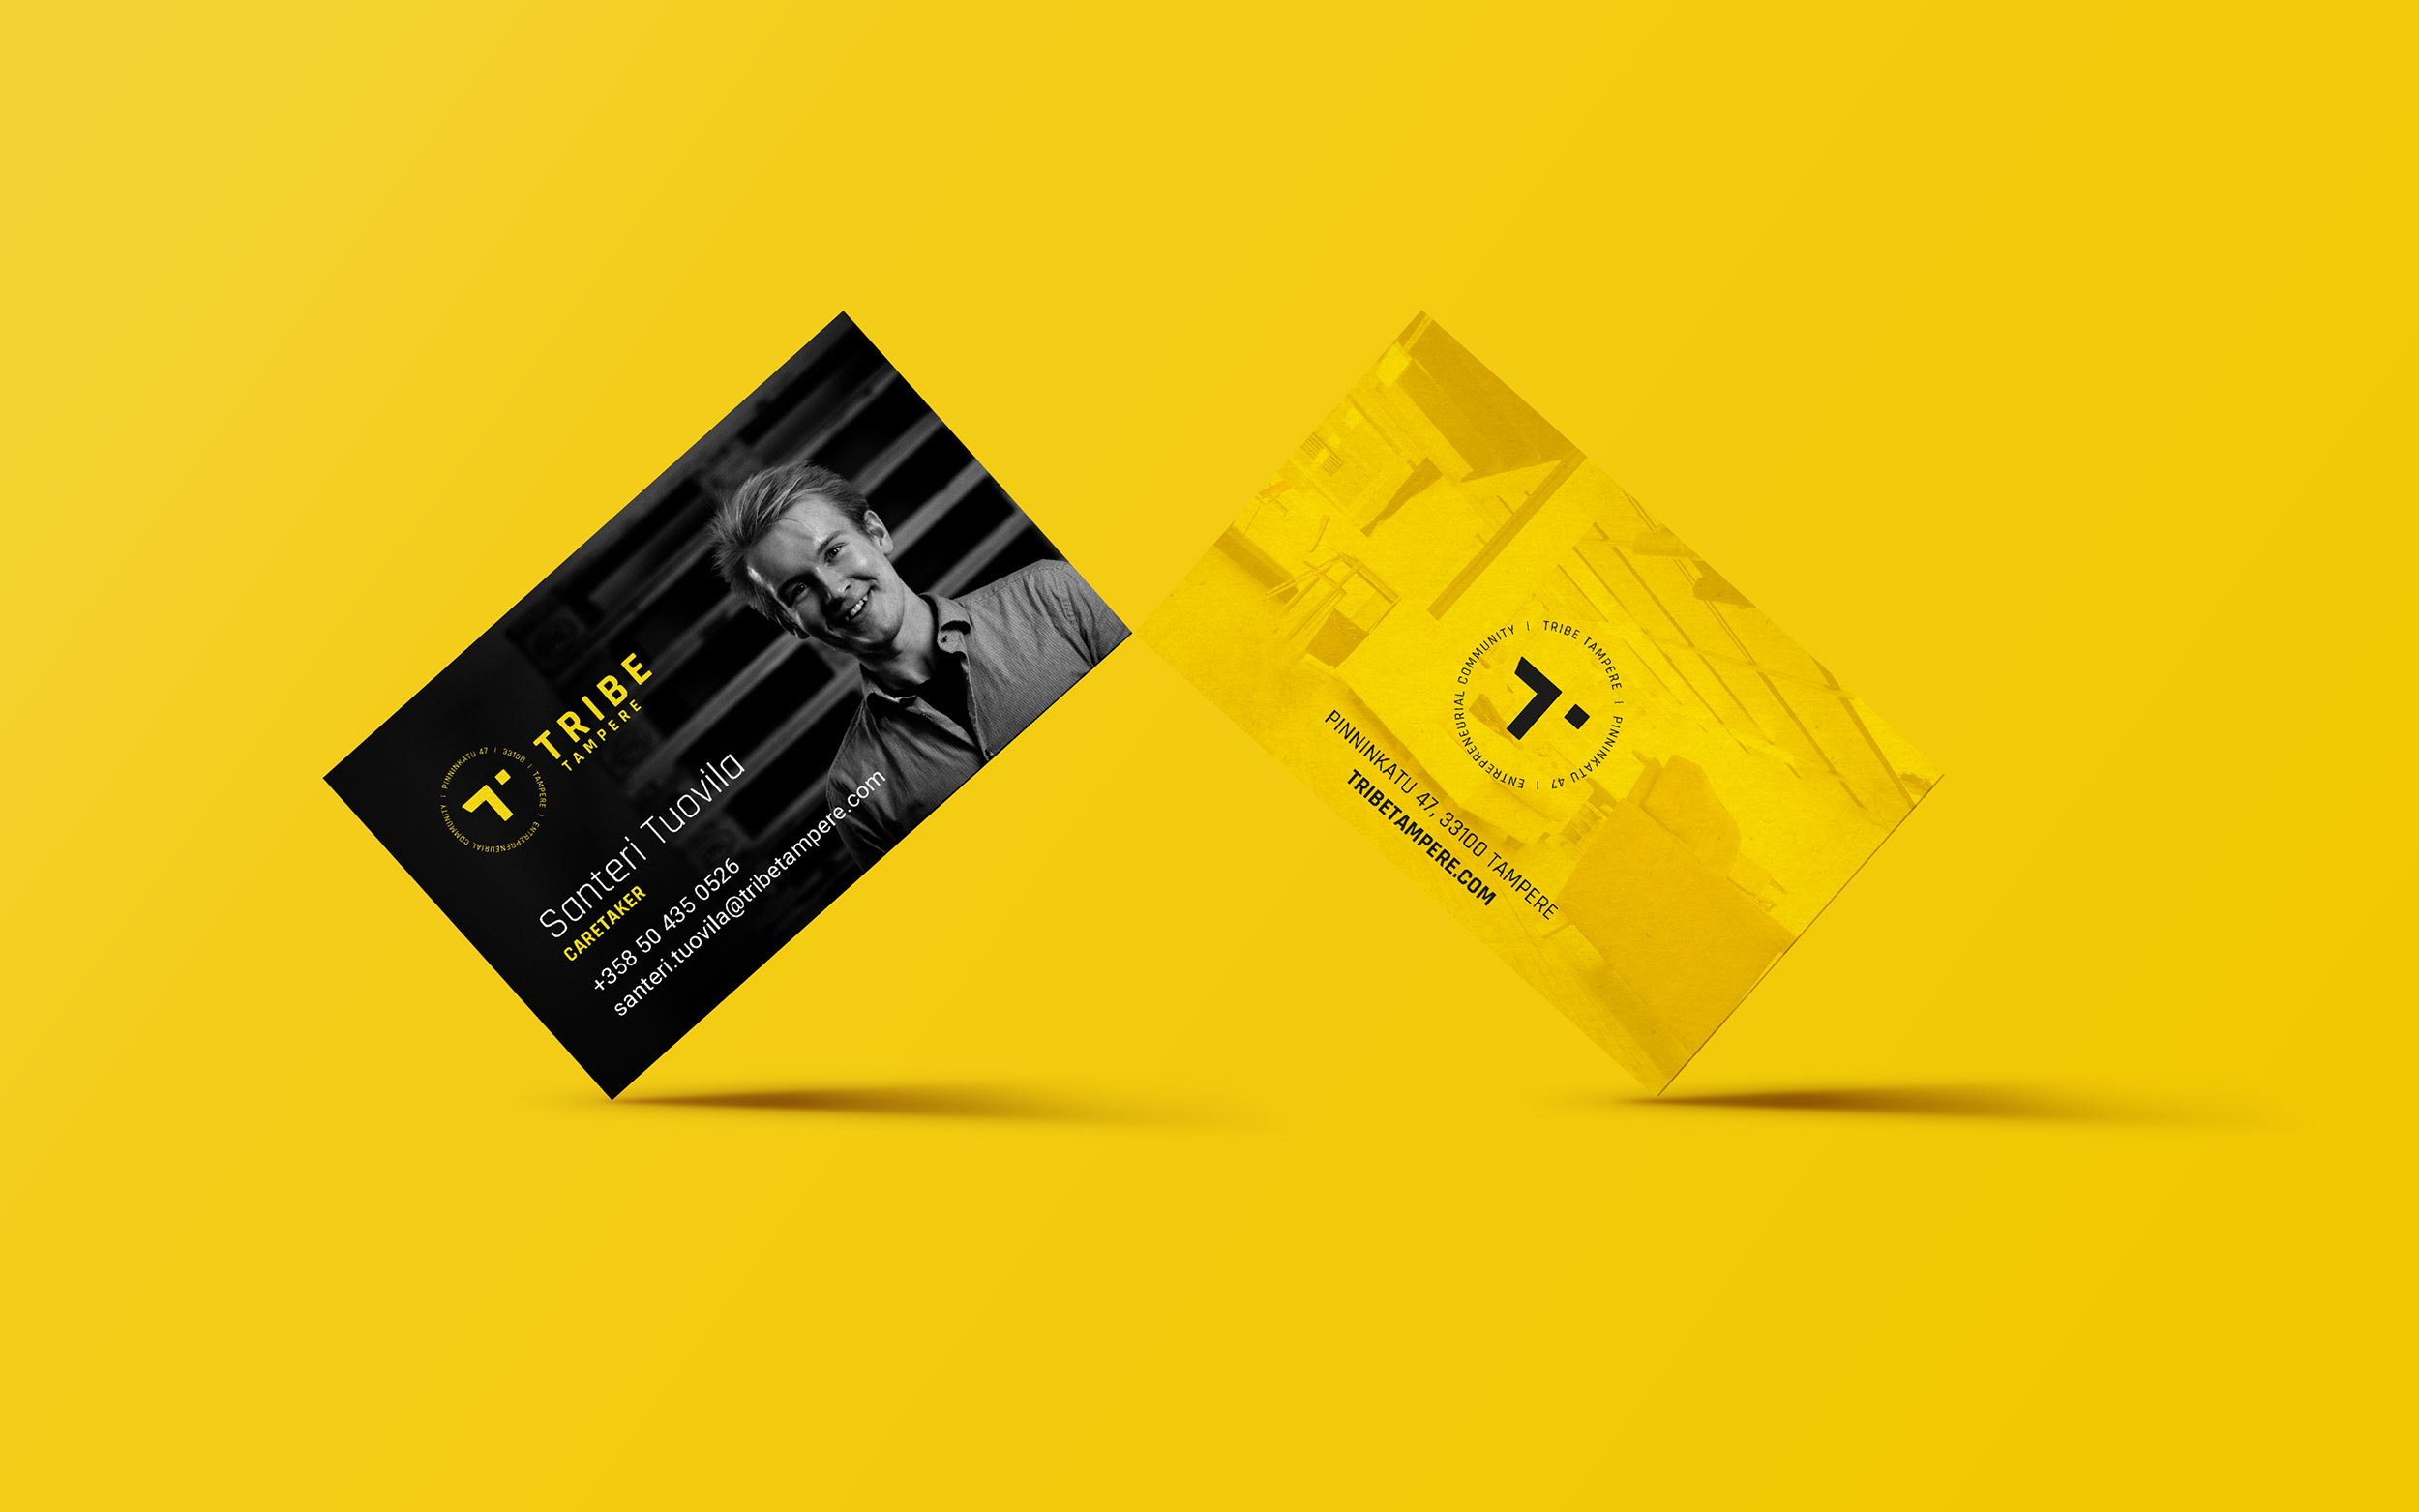 TRIBE
TAMPERE
PINNINKATU 47 | 33100 | TAMPERE | ENTREPRENEURIAL COMMUNITY |
Santeri Tuovila
CARETAKER
+358 50 435 0526
santeri.tuovila@tribetampere.com
TRIBE TAMPERE | PINNINKATU 47 | ENTREPRENEURIAL COMMUNITY |
PINNINKATU 47, 33100 TAMPERE
TRIBETAMPERE.COM